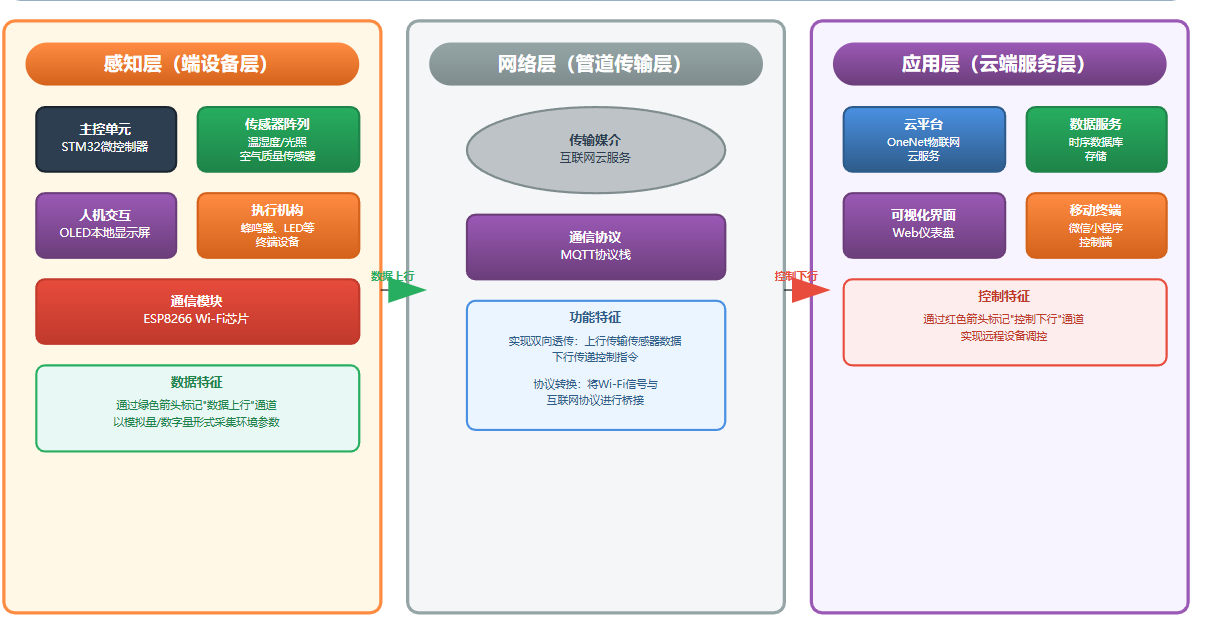 感知层（端设备层）
主控单元
STM32微控制器
传感器阵列
温湿度/光照
空气质量传感器
人机交互
OLED本地显示屏
执行机构
蜂鸣器、LED等
终端设备
通信模块
ESP8266 Wi-Fi芯片
数据特征
通过绿色箭头标记"数据上行"通道
以模拟量/数字量形式采集环境参数
数据上行
网络层（管道传输层）
传输媒介
互联网云服务
通信协议
MQTT协议栈
功能特征
实现双向透传：上行传输传感器数据
下行传递控制指令
协议转换：将Wi-Fi信号与
互联网协议进行桥接
控制下行
应用层（云端服务层）
云平台
OneNet物联网
云服务
数据服务
时序数据库
存储
可视化界面
Web仪表盘
移动终端
微信小程序
控制端
控制特征
通过红色箭头标记"控制下行"通道
实现远程设备调控